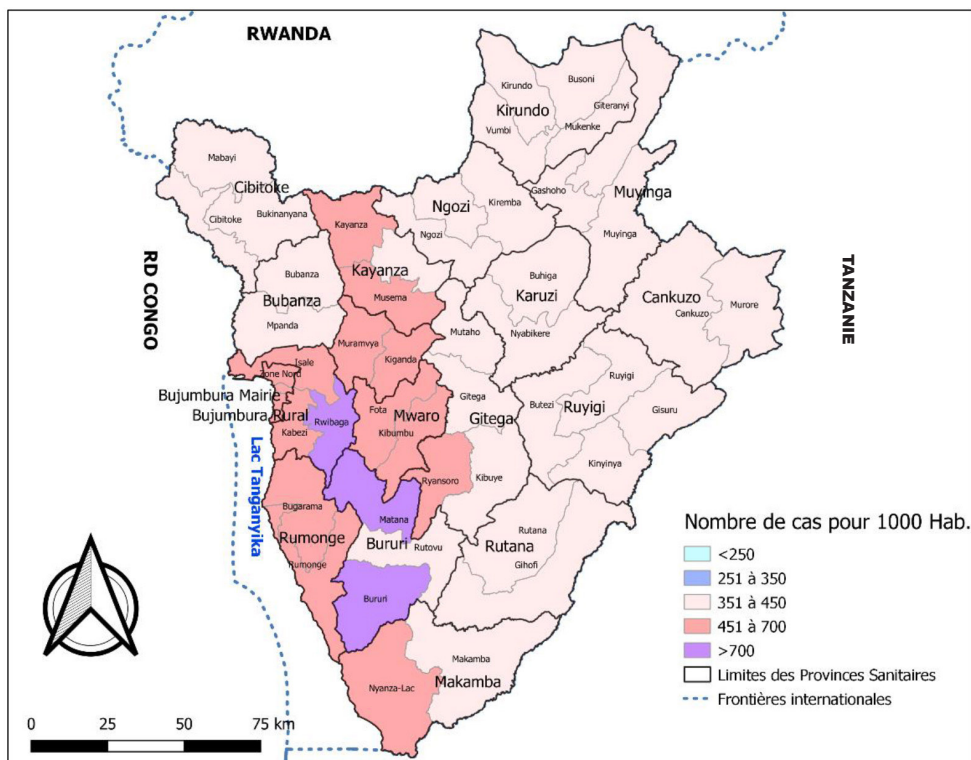 RWANDA
Kirundo
Busoni
Kirundo
Giteranyi
Vumbi
Mukenke
Mabayi
Cibitoke
Cibitoke
Bukinanyana
Gashoho
Muyinga
Muyinga
Ngozi
Kiremba
Ngozi
Kayanza
Kayanza
Musema
RD CONGO
TANZANIE
Bubanza
Bubanza
Mpanda
Buhiga
Karuzi
Nyabikere
Cankuzo
Cankuzo
Murore
Mutaho
Muramvya
Kiganda
Isale
Zone Nord
Bujumbura Mairie
Bujumbura Rural
Kabezi
Rwibaga
Fota
Mwaro
Kibumbu
Gitega
Gitega
Kibuye
Ryansoro
Ruyigi
Butezi
Ruyigi
Gisuru
Kinyinya
Lac Tanganyika
Bugarama
Rumonge
Rumonge
Matana
Bururi
Rutovu
Bururi
Rutana
Rutana
Gihofi
Makamba
Makamba
Nyanza-Lac
Nombre de cas pour 1000 Hab.
<250
251 à 350
351 à 450
451 à 700
>700
Limites des Provinces Sanitaires
Frontières internationales
0 25 50 75 km